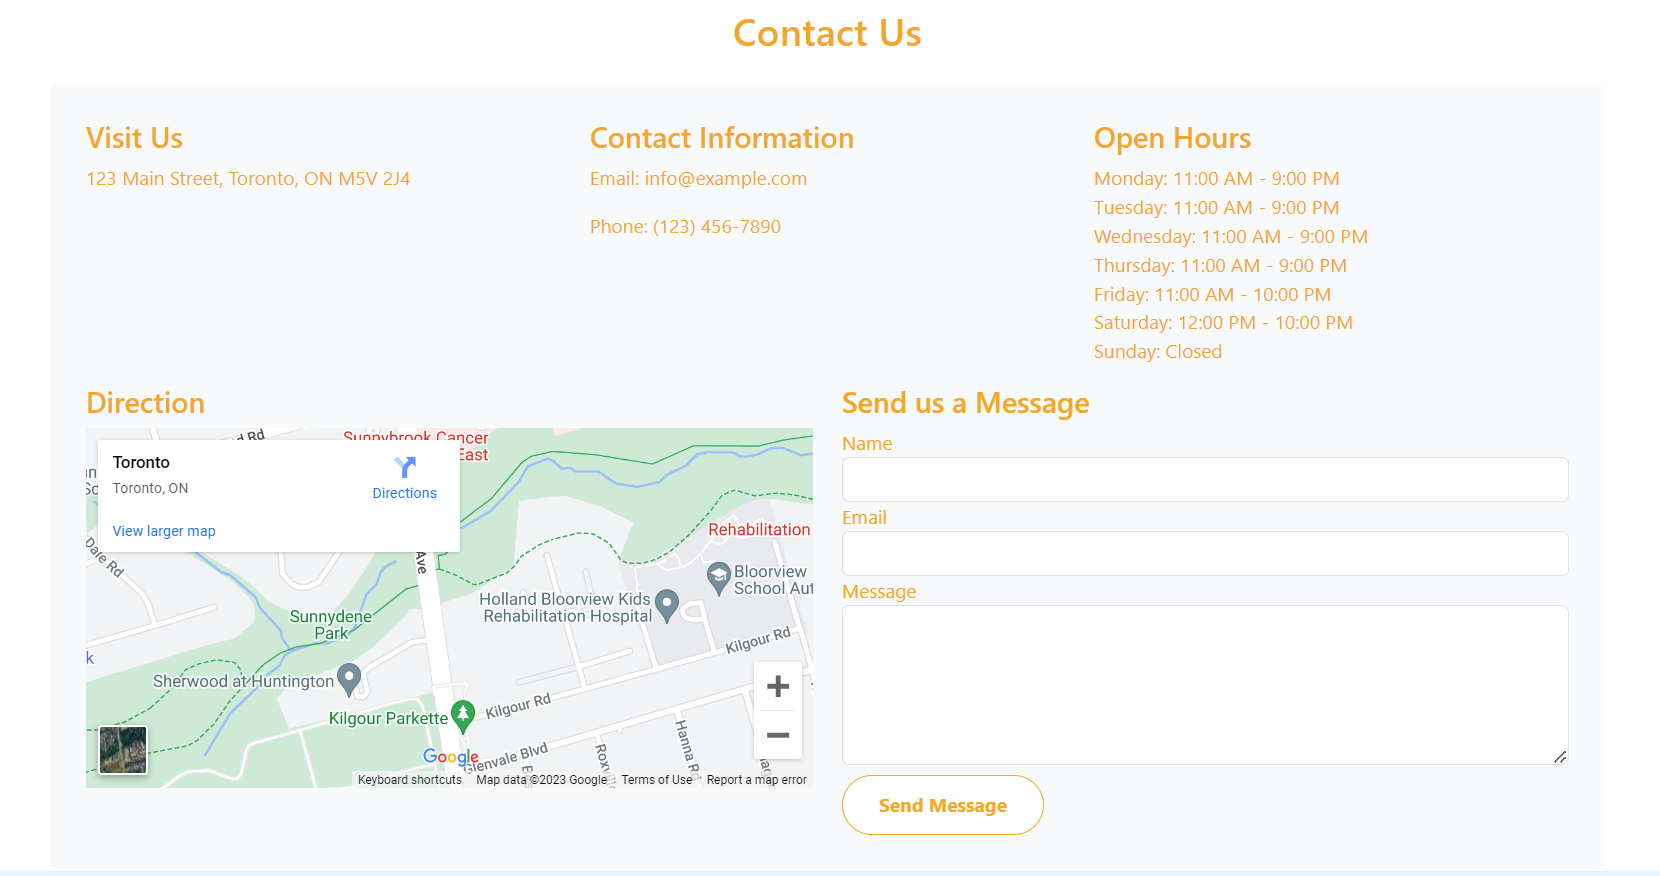 Contact Us
Visit Us
123 Main Street, Toronto, ON M5V 2J4
Contact Information
Email: info@example.com
Phone: (123) 456-7890
Open Hours
Monday: 11:00 AM - 9:00 PM
Tuesday: 11:00 AM - 9:00 PM
Wednesday: 11:00 AM - 9:00 PM
Thursday: 11:00 AM - 9:00 PM
Friday: 11:00 AM - 10:00 PM
Saturday: 12:00 PM - 10:00 PM
Sunday: Closed
Direction
Rd
Sunnybrook Cancer
East
Toronto
Toronto, ON
Directions
View larger map
Dale Rd
Ave
Rehabilitation
Bloorview
School Aut
Holland Bloorview Kids
Rehabilitation Hospital
Sunnydene
Park
Kilgour Rd
k
Sherwood at Huntington
Kilgour Parkette
Kilgour Rd
Glenvale Blvd
Hanna Rd
Google
Keyboard shortcuts
Map data ©2023 Google
Terms of Use
Report a map error
Send us a Message
Name
Email
Message
Send Message